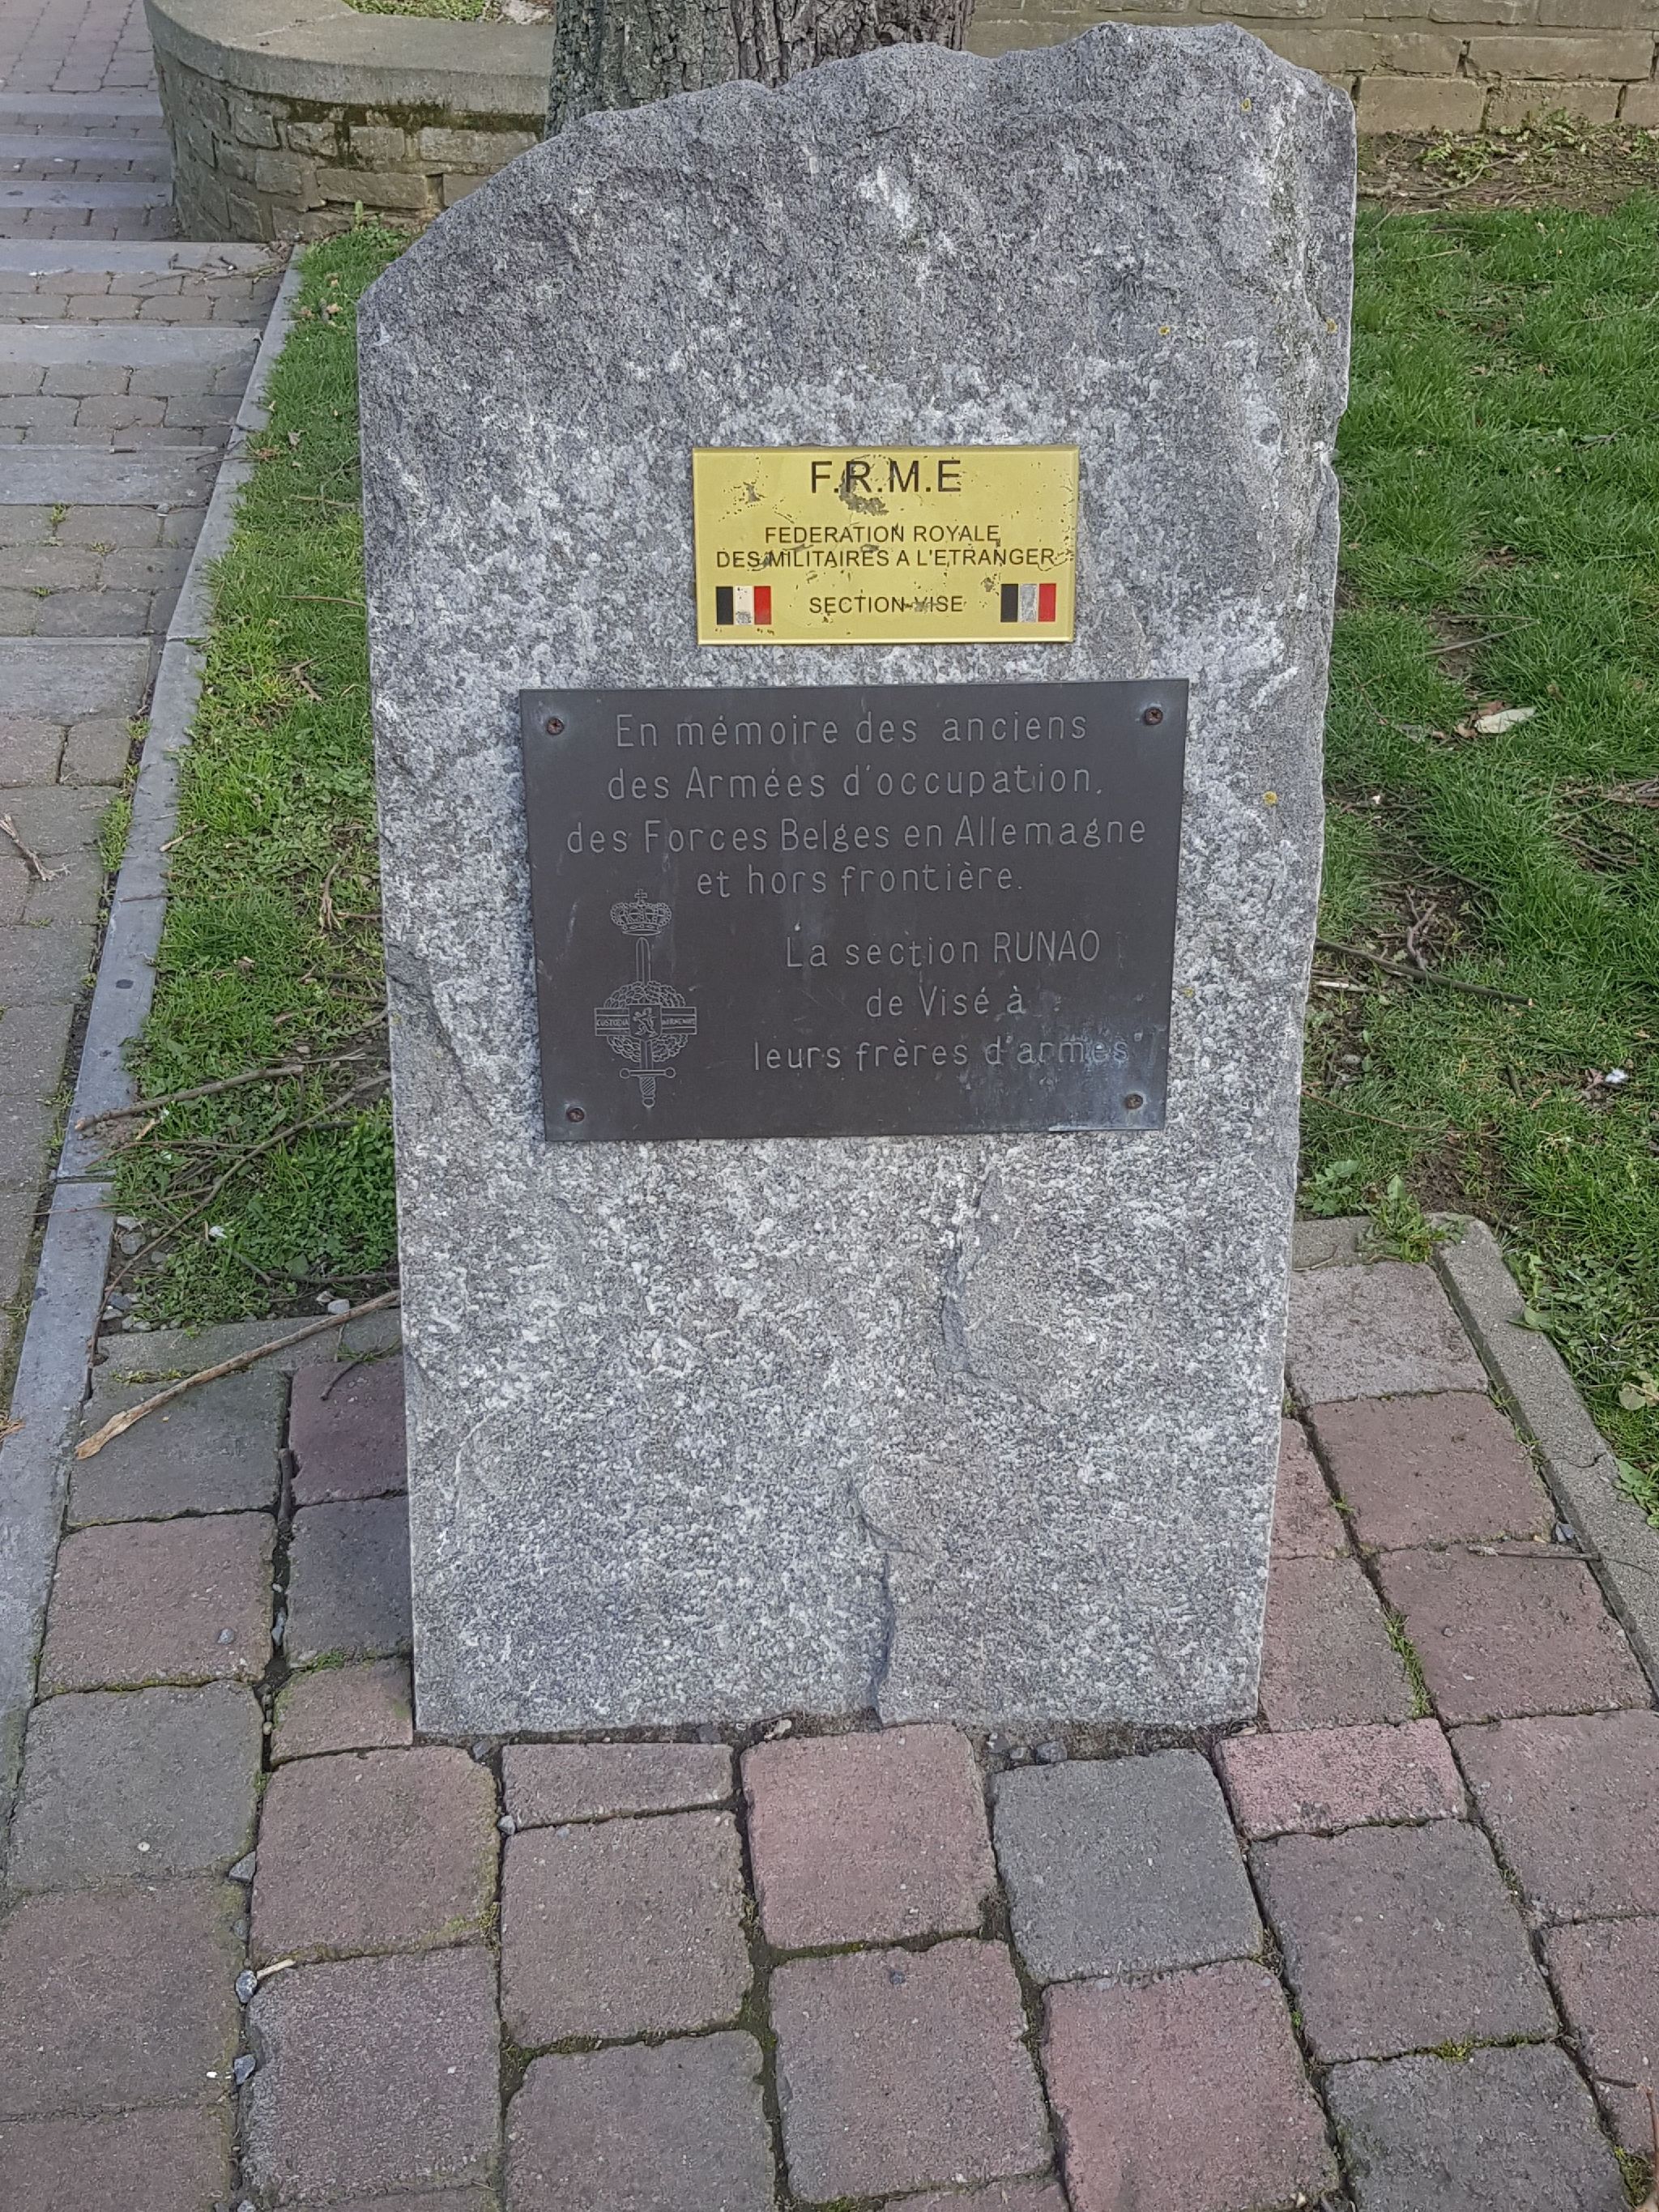 F.R.M.E
FEDERATION ROYALE
DES MILITAIRES A L'ETRANGER
SECTION VISE
En mémoire des anciens
des Armées d'occupation,
des Forces Belges en Allemagne
et hors frontière.
La section RUNAO
de Visé à
leurs frères d'armes